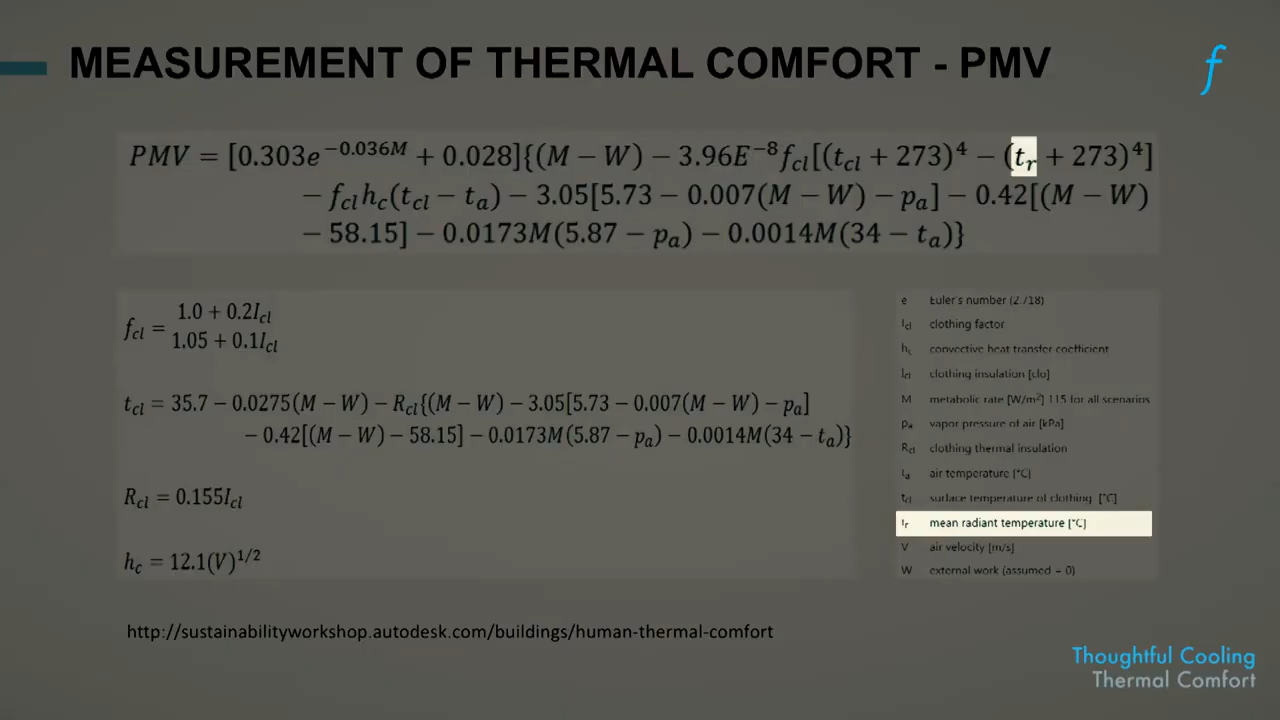 MEASUREMENT OF THERMAL COMFORT - PMV
f
PMV = [0.303e^{-0.036M} + 0.028]{(M − W) − 3.96E^{-8}f_{cl}[(t_{cl} + 273)^4 − (t_r + 273)^4]
− f_{cl}h_c(t_{cl} − t_a) − 3.05[5.73 − 0.007(M − W) − p_a] − 0.42[(M − W)
− 58.15] − 0.0173M(5.87 − p_a) − 0.0014M(34 − t_a)}
f_{cl} = 
1.0 + 0.2I_{cl}
1.05 + 0.1I_{cl}
t_{cl} = 35.7 − 0.0275(M − W) − R_{cl}{(M − W) − 3.05[5.73 − 0.007(M − W) − p_a]
− 0.42[(M − W) − 58.15] − 0.0173M(5.87 − p_a) − 0.0014M(34 − t_a)}
R_{cl} = 0.155I_{cl}
h_c = 12.1(V)^{1/2}
e Euler's number (2.718)
f_{cl} clothing factor
h_c convective heat transfer coefficient
I_{cl} clothing insulation [clo]
M metabolic rate [W/m²] 115 for all scenarios
p_a vapor pressure of air [kPa]
R_{cl} clothing thermal insulation
t_a air temperature [°C]
t_{cl} surface temperature of clothing [°C]
t_r mean radiant temperature [°C]
V air velocity [m/s]
W external work (assumed = 0)
http://sustainabilityworkshop.autodesk.com/buildings/human-thermal-comfort
Thoughtful Cooling
Thermal Comfort